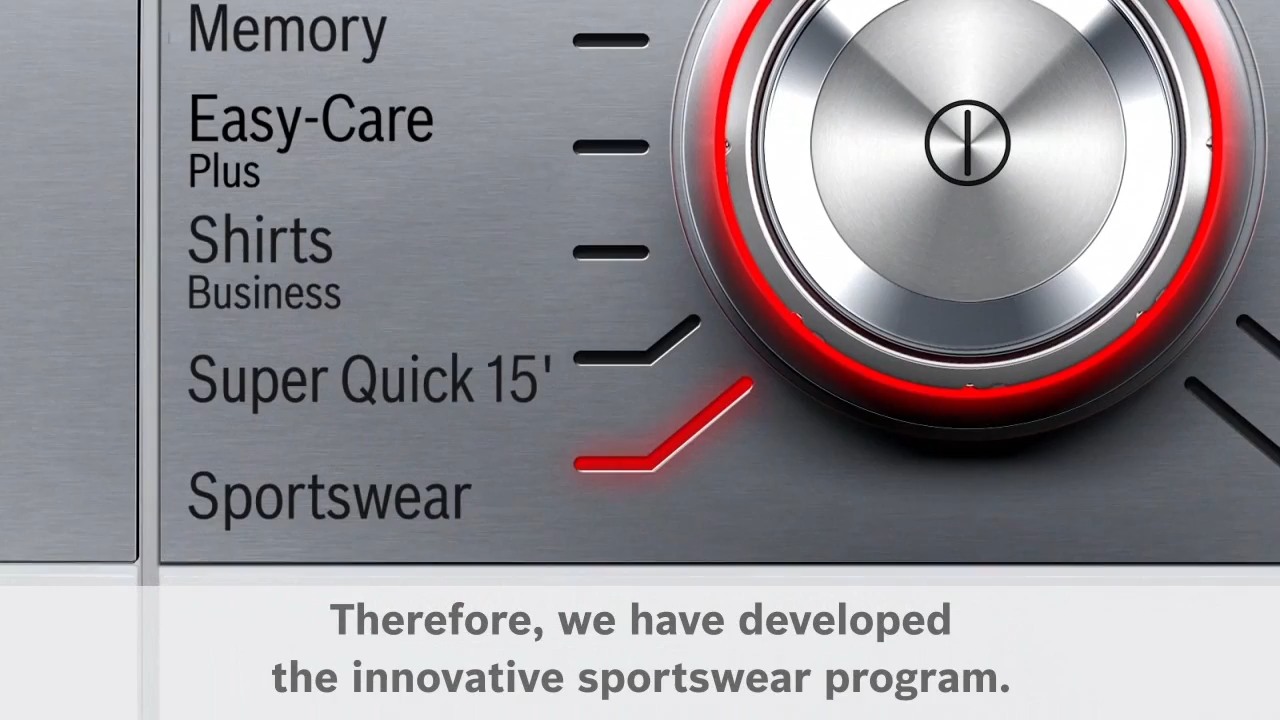 Memory
Easy-Care
Plus
Shirts
Business
Super Quick 15'
Sportswear
Therefore, we have developed
the innovative sportswear program.